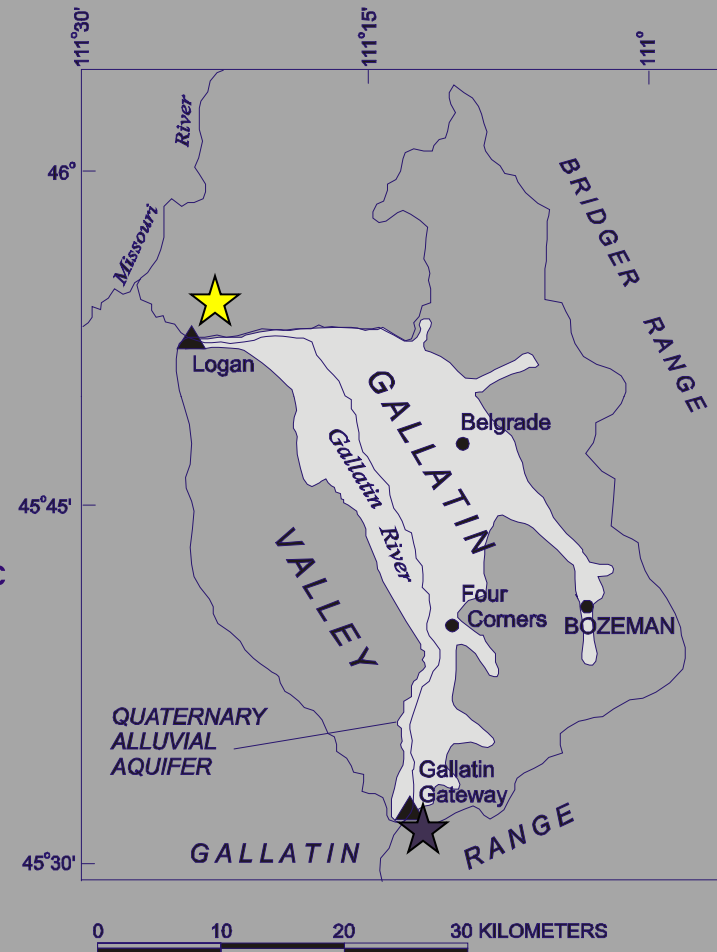 111°30'
111°15'
111°
46°
45°45'
45°30'
River
Missouri
BRIDGER RANGE
Logan
GALLATIN
Belgrade
Gallatin River
VALLEY
Four
Corners
BOZEMAN
QUATERNARY
ALLUVIAL
AQUIFER
Gallatin
Gateway
GALLATIN RANGE
0 10 20 30 KILOMETERS